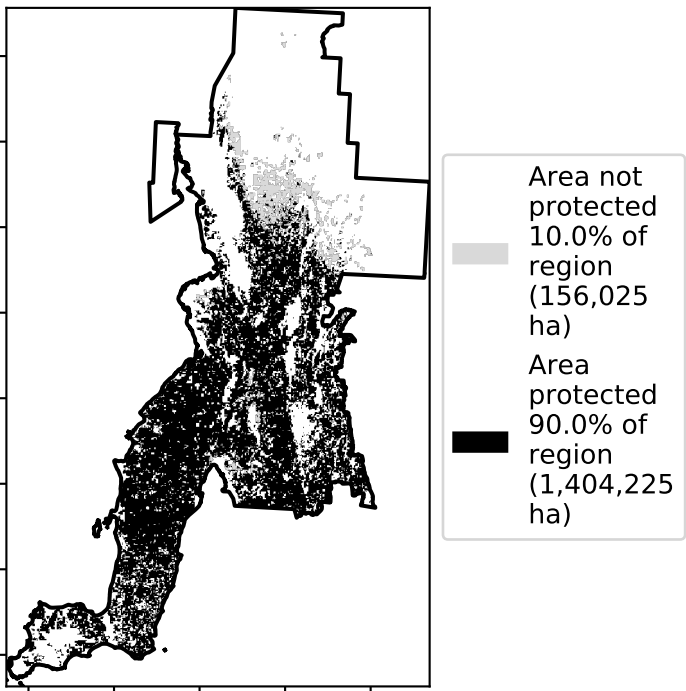 Area not
protected
10.0% of
region
(156,025
ha)
Area
protected
90.0% of
region
(1,404,225
ha)